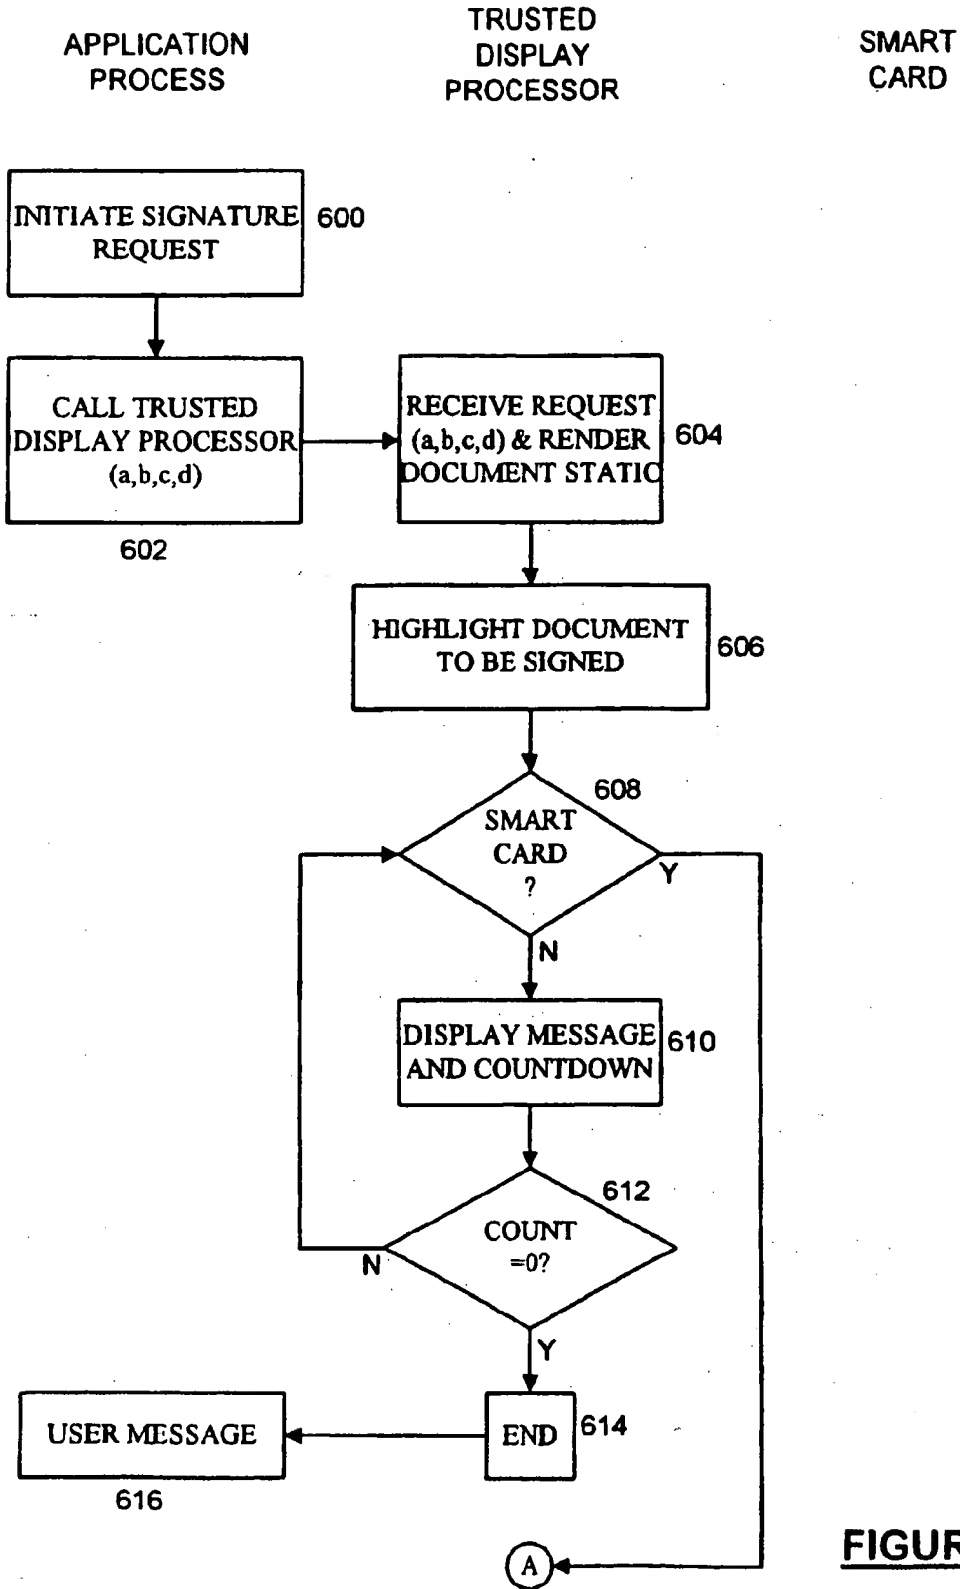 APPLICATION
PROCESS
TRUSTED
DISPLAY
PROCESSOR
SMART
CARD
INITIATE SIGNATURE
REQUEST
600
CALL TRUSTED
DISPLAY PROCESSOR
(a,b,c,d)
602
RECEIVE REQUEST
(a,b,c,d) & RENDER
DOCUMENT STATIC
604
HIGHLIGHT DOCUMENT
TO BE SIGNED
606
608
SMART
CARD
?
Y
N
DISPLAY MESSAGE
AND COUNTDOWN
610
612
COUNT
=0?
N
Y
END
614
USER MESSAGE
616
A
FIGUR